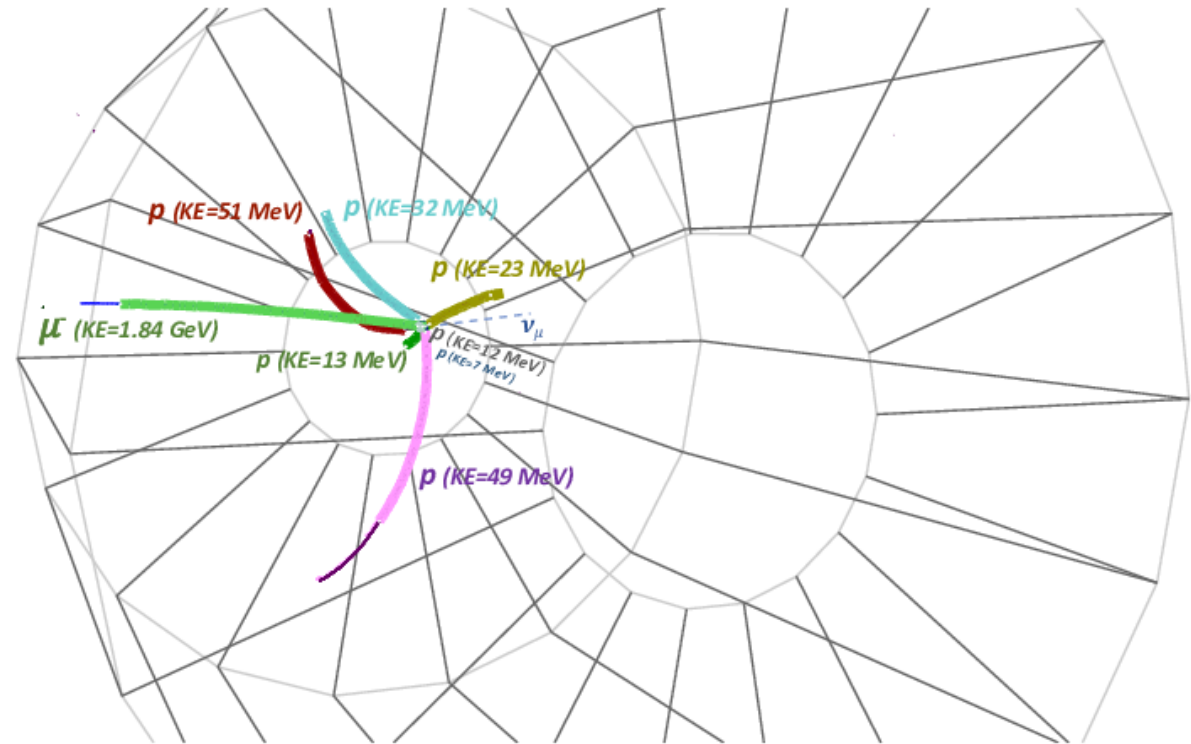 p (KE=51 MeV)
p (KE=32 MeV)
p (KE=23 MeV)
μ⁻ (KE=1.84 GeV)
νμ
p (KE=12 MeV)
p (KE=13 MeV)
p (KE=7 MeV)
p (KE=49 MeV)